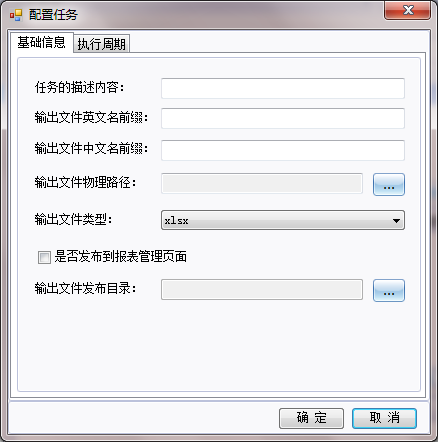 配置任务
基础信息 执行周期
任务的描述内容：
输出文件英文名前缀：
输出文件中文名前缀：
输出文件物理路径： ...
输出文件类型： xlsx
是否发布到报表管理页面
输出文件发布目录： ...
确 定 取 消